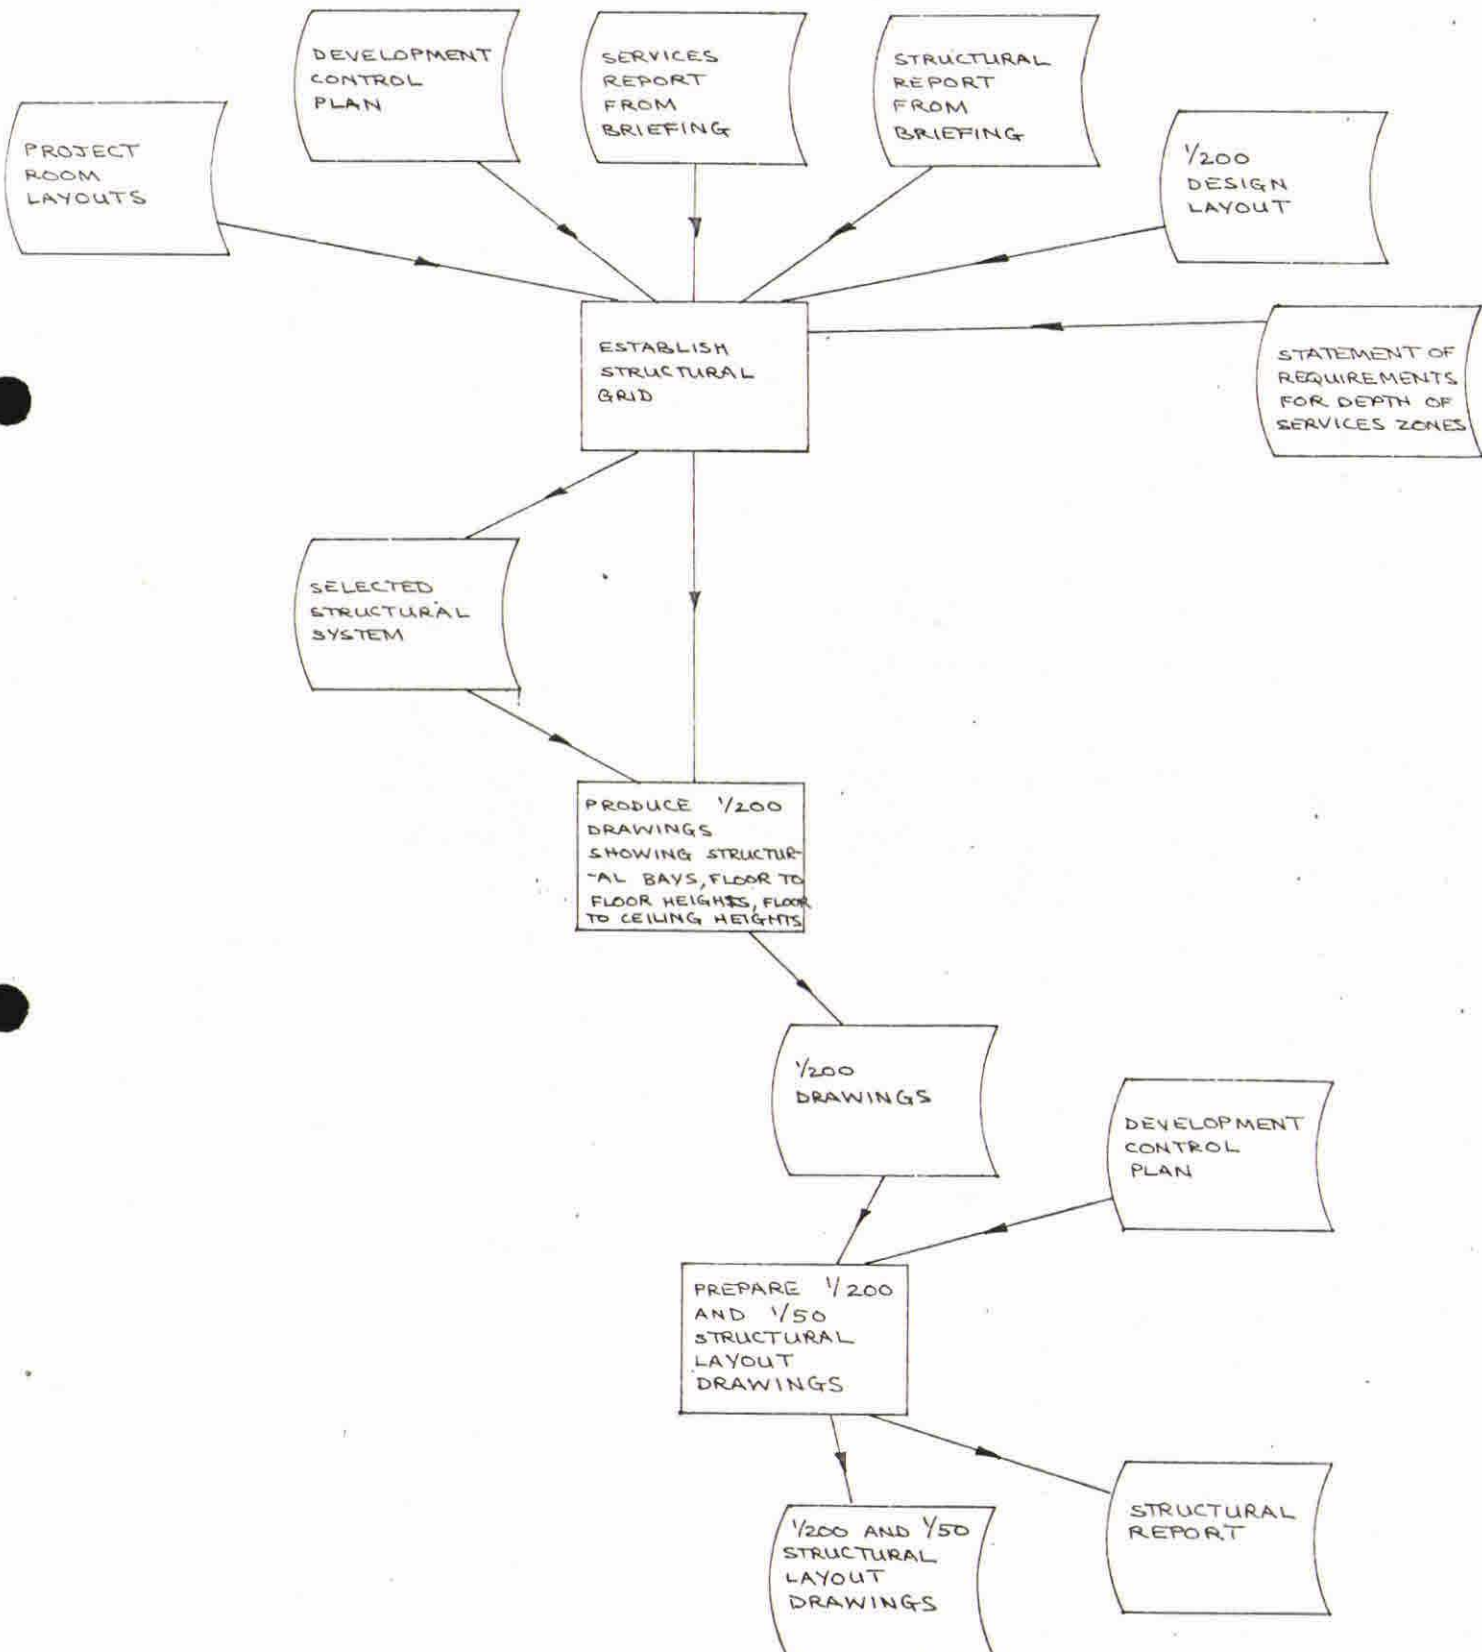 DEVELOPMENT
CONTROL
PLAN
SERVICES
REPORT
FROM
BRIEFING
STRUCTURAL
REPORT
FROM
BRIEFING
PROJECT
ROOM
LAYOUTS
1/200
DESIGN
LAYOUT
ESTABLISH
STRUCTURAL
GRID
STATEMENT OF
REQUIREMENTS
FOR DEPTH OF
SERVICES ZONES
SELECTED
STRUCTURAL
SYSTEM
PRODUCE 1/200
DRAWINGS
SHOWING STRUCTUR-
-AL BAYS, FLOOR TO
FLOOR HEIGHTS, FLOOR
TO CEILING HEIGHTS
1/200
DRAWINGS
DEVELOPMENT
CONTROL
PLAN
PREPARE 1/200
AND 1/50
STRUCTURAL
LAYOUT
DRAWINGS
1/200 AND 1/50
STRUCTURAL
LAYOUT
DRAWINGS
STRUCTURAL
REPORT